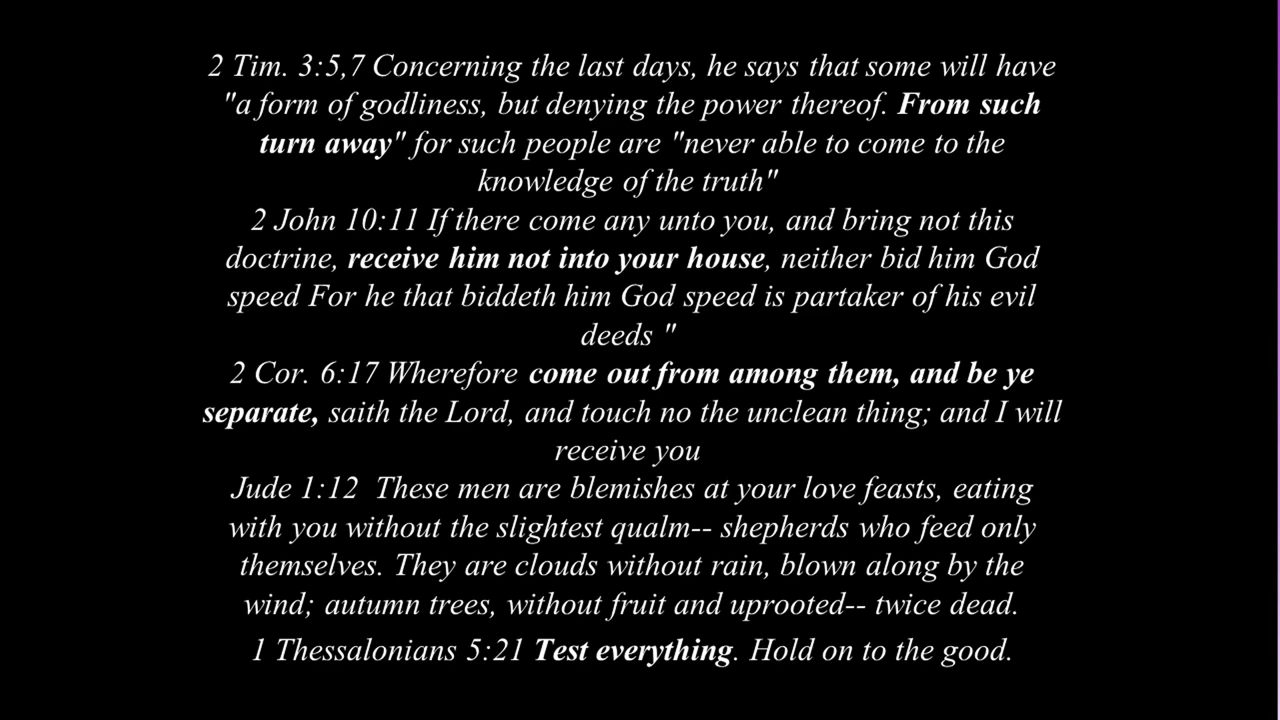 2 Tim. 3:5,7 Concerning the last days, he says that some will have
"a form of godliness, but denying the power thereof. From such
turn away" for such people are "never able to come to the
knowledge of the truth"
2 John 10:11 If there come any unto you, and bring not this
doctrine, receive him not into your house, neither bid him God
speed For he that biddeth him God speed is partaker of his evil
deeds "
2 Cor. 6:17 Wherefore come out from among them, and be ye
separate, saith the Lord, and touch no the unclean thing; and I will
receive you
Jude 1:12 These men are blemishes at your love feasts, eating
with you without the slightest qualm-- shepherds who feed only
themselves. They are clouds without rain, blown along by the
wind; autumn trees, without fruit and uprooted-- twice dead.
1 Thessalonians 5:21 Test everything. Hold on to the good.